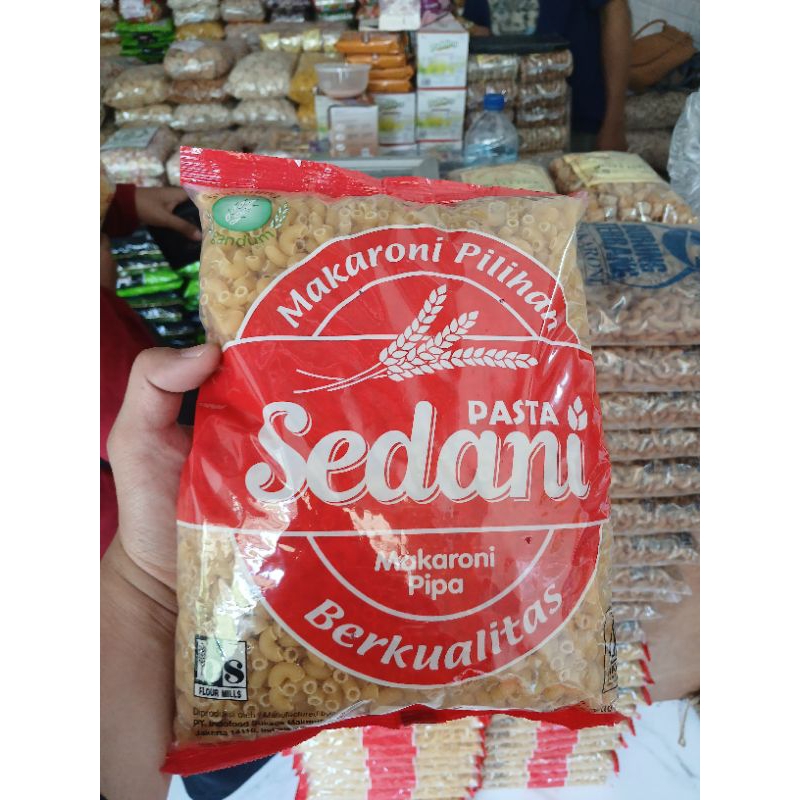 Makaroni Pilihan
PASTA
Sedani
Makaroni
Pipa
Berkualitas
FLOUR MILLS